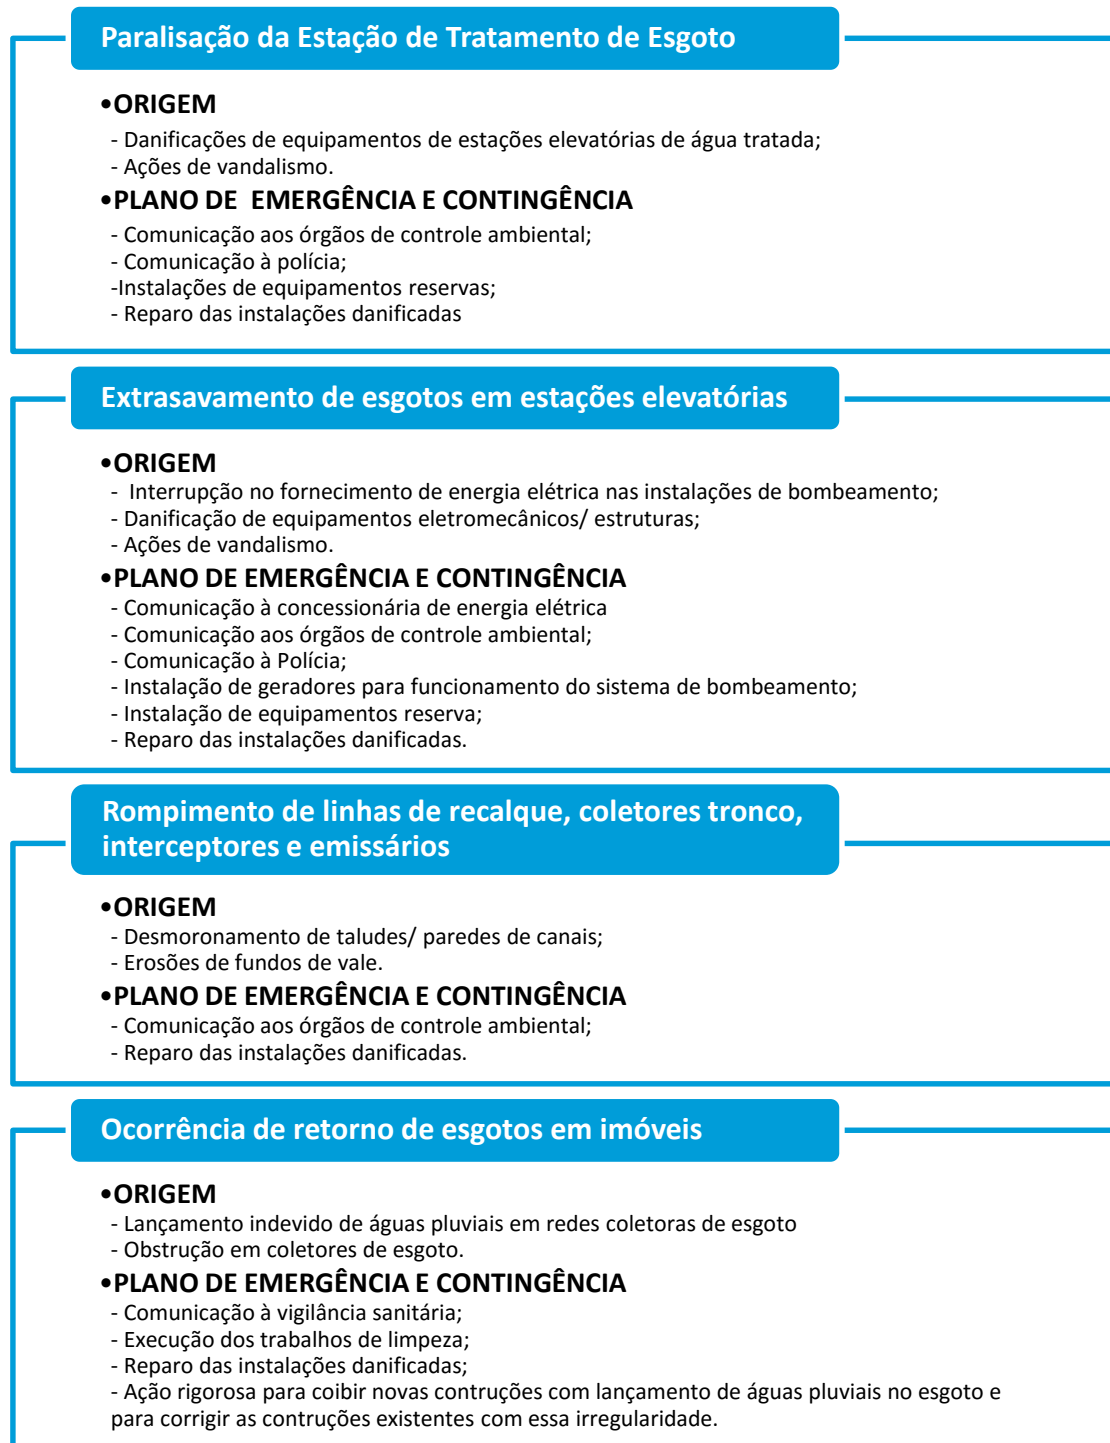 Paralisação da Estação de Tratamento de Esgoto
•ORIGEM
- Danificações de equipamentos de estações elevatórias de água tratada;
- Ações de vandalismo.
•PLANO DE EMERGÊNCIA E CONTINGÊNCIA
- Comunicação aos órgãos de controle ambiental;
- Comunicação à polícia;
-Instalações de equipamentos reservas;
- Reparo das instalações danificadas
Extrasavamento de esgotos em estações elevatórias
•ORIGEM
- Interrupção no fornecimento de energia elétrica nas instalações de bombeamento;
- Danificação de equipamentos eletromecânicos/ estruturas;
- Ações de vandalismo.
•PLANO DE EMERGÊNCIA E CONTINGÊNCIA
- Comunicação à concessionária de energia elétrica
- Comunicação aos órgãos de controle ambiental;
- Comunicação à Polícia;
- Instalação de geradores para funcionamento do sistema de bombeamento;
- Instalação de equipamentos reserva;
- Reparo das instalações danificadas.
Rompimento de linhas de recalque, coletores tronco,
interceptores e emissários
•ORIGEM
- Desmoronamento de taludes/ paredes de canais;
- Erosões de fundos de vale.
•PLANO DE EMERGÊNCIA E CONTINGÊNCIA
- Comunicação aos órgãos de controle ambiental;
- Reparo das instalações danificadas.
Ocorrência de retorno de esgotos em imóveis
•ORIGEM
- Lançamento indevido de águas pluviais em redes coletoras de esgoto
- Obstrução em coletores de esgoto.
•PLANO DE EMERGÊNCIA E CONTINGÊNCIA
- Comunicação à vigilância sanitária;
- Execução dos trabalhos de limpeza;
- Reparo das instalações danificadas;
- Ação rigorosa para coibir novas contruções com lançamento de águas pluviais no esgoto e
para corrigir as contruções existentes com essa irregularidade.